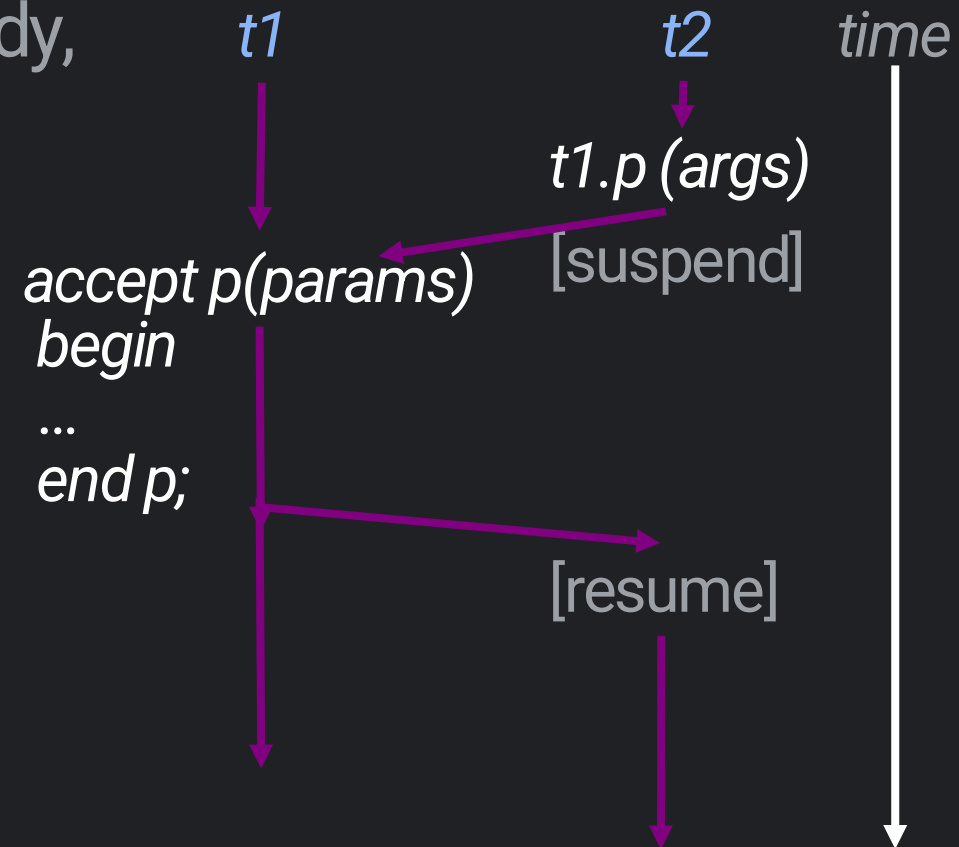 dy, t1 t2 time
t1.p (args)
[suspend]
accept p(params)
begin
...
end p;
[resume]